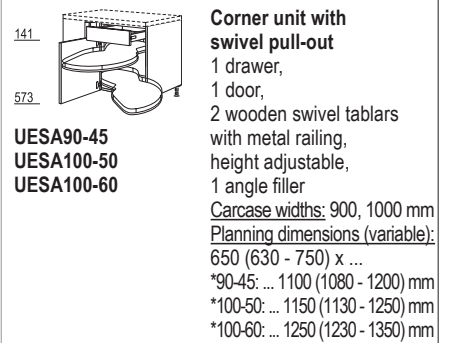 141
573
UESA90-45
UESA100-50
UESA100-60
Corner unit with
swivel pull-out
1 drawer,
1 door,
2 wooden swivel tablars
with metal railing,
height adjustable,
1 angle filler
Carcase widths: 900, 1000 mm
Planning dimensions (variable):
650 (630 - 750) x ...
*90-45: ... 1100 (1080 - 1200) mm
*100-50: ... 1150 (1130 - 1250) mm
*100-60: ... 1250 (1230 - 1350) mm